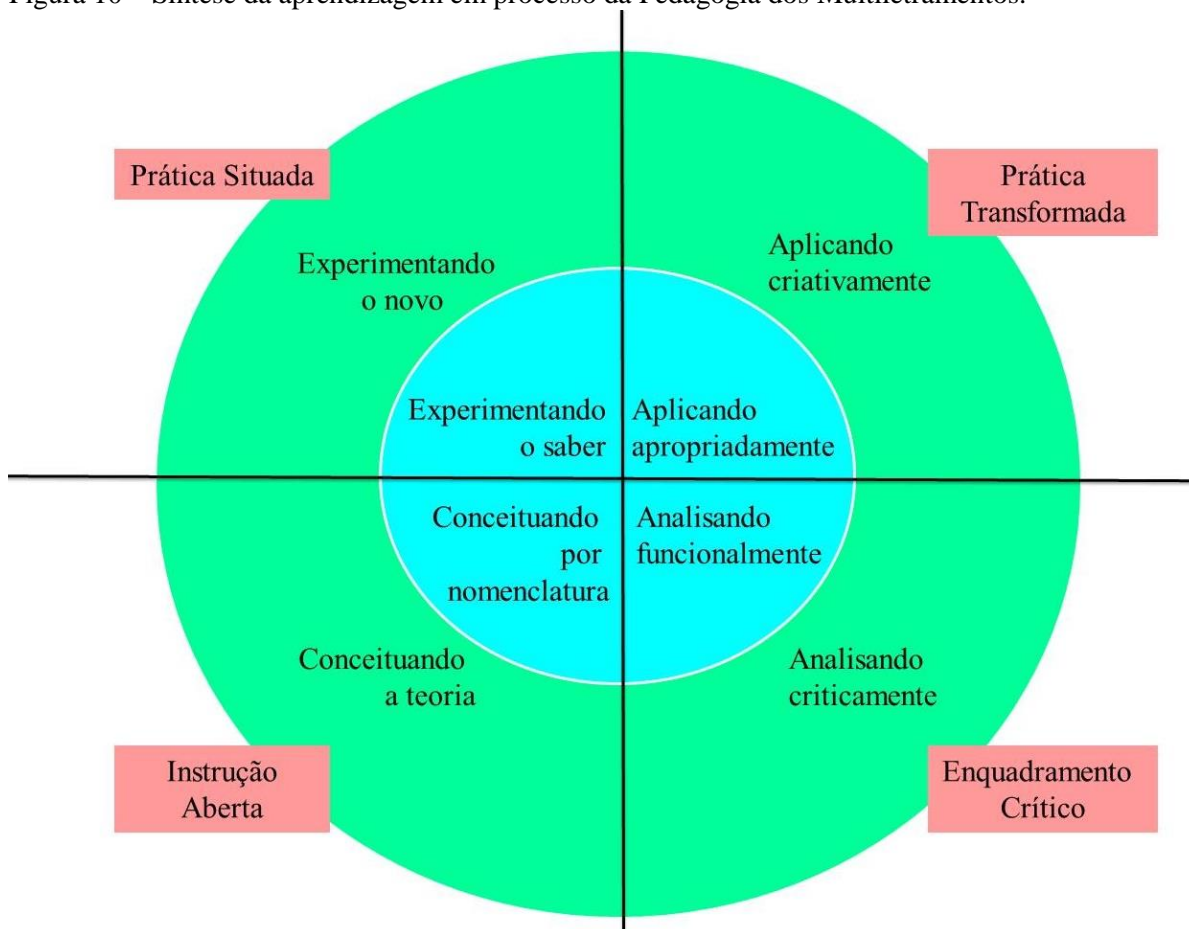 Figura 10 – Síntese da aprendizagem em processo da Pedagogia dos Multiletramentos.
Prática Situada
Prática
Transformada
Experimentando
o novo
Aplicando
criativamente
Experimentando
o saber
Aplicando
apropriadamente
Conceituando
por
nomenclatura
Analisando
funcionalmente
Conceituando
a teoria
Analisando
criticamente
Instrução
Aberta
Enquadramento
Crítico